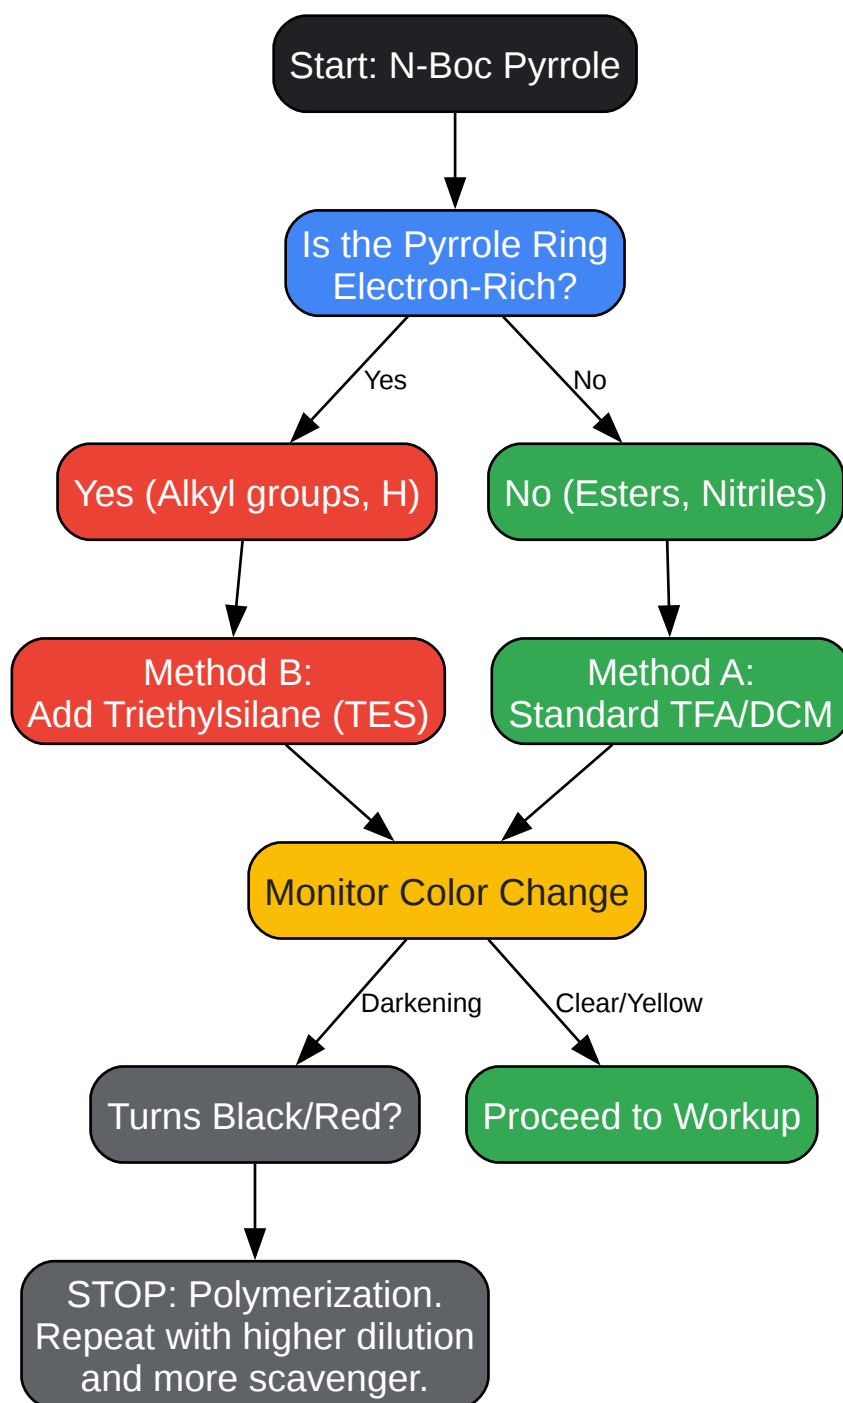 Start: N-Boc Pyrrole
Is the Pyrrole Ring
Electron-Rich?
Yes
No
Yes (Alkyl groups, H)
No (Esters, Nitriles)
Method B:
Add Triethylsilane (TES)
Method A:
Standard TFA/DCM
Monitor Color Change
Darkening
Clear/Yellow
Turns Black/Red?
Proceed to Workup
STOP: Polymerization.
Repeat with higher dilution
and more scavenger.